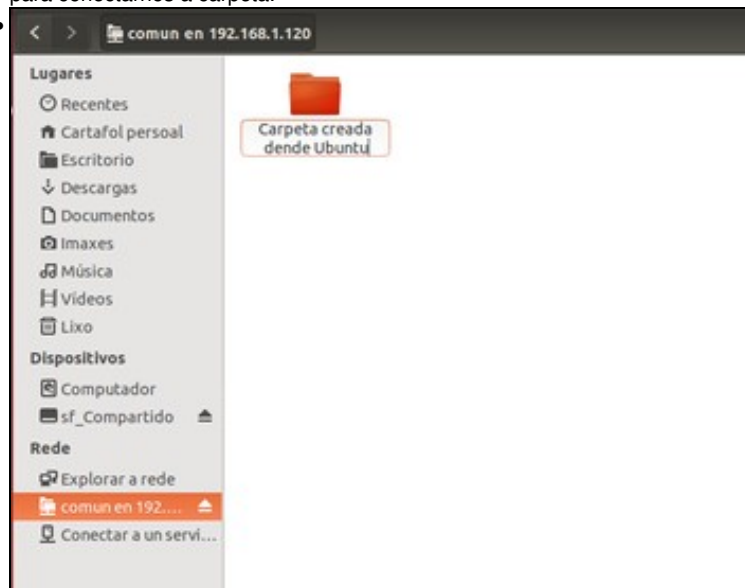 para conectarnos á carpeta.
comun en 192.168.1.120
Lugares
Recentes
Cartafol persoal
Escritorio
Descargas
Documentos
Imaxes
Música
Vídeos
Lixo
Dispositivos
Computador
sf_Compartido
Rede
Explorar a rede
comun en 192....
Conectar a un servi...
Carpeta creada
dende Ubuntu